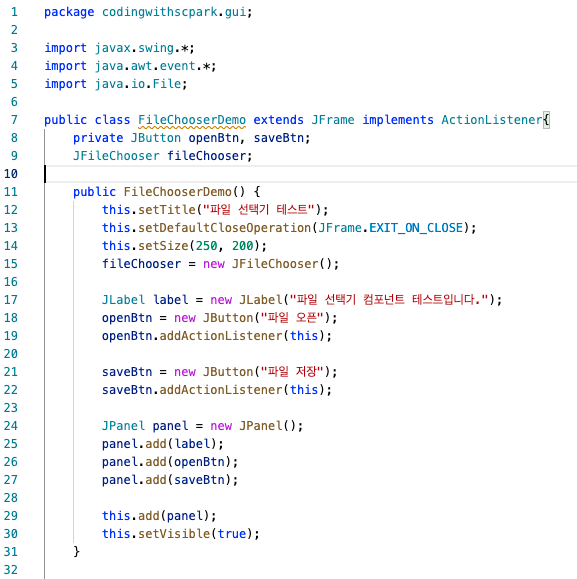 1 package codingwithscpark.gui;
2
3 import javax.swing.*;
4 import java.awt.event.*;
5 import java.io.File;
6
7 public class FileChooserDemo extends JFrame implements ActionListener{
8     private JButton openBtn, saveBtn;
9     JFileChooser fileChooser;
10
11     public FileChooserDemo() {
12         this.setTitle("파일 선택기 테스트");
13         this.setDefaultCloseOperation(JFrame.EXIT_ON_CLOSE);
14         this.setSize(250, 200);
15         fileChooser = new JFileChooser();
16
17         JLabel label = new JLabel("파일 선택기 컴포넌트 테스트입니다.");
18         openBtn = new JButton("파일 오픈");
19         openBtn.addActionListener(this);
20
21         saveBtn = new JButton("파일 저장");
22         saveBtn.addActionListener(this);
23
24         JPanel panel = new JPanel();
25         panel.add(label);
26         panel.add(openBtn);
27         panel.add(saveBtn);
28
29         this.add(panel);
30         this.setVisible(true);
31     }
32